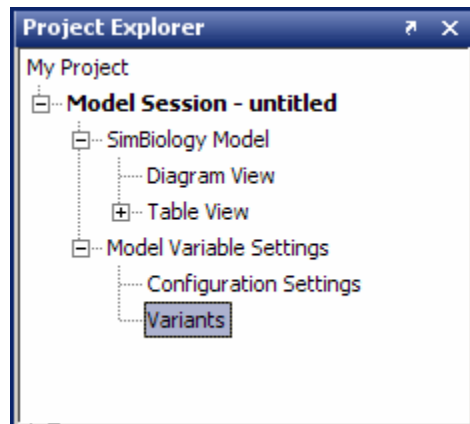 Project Explorer
My Project
Model Session - untitled
SimBiology Model
Diagram View
Table View
Model Variable Settings
Configuration Settings
Variants